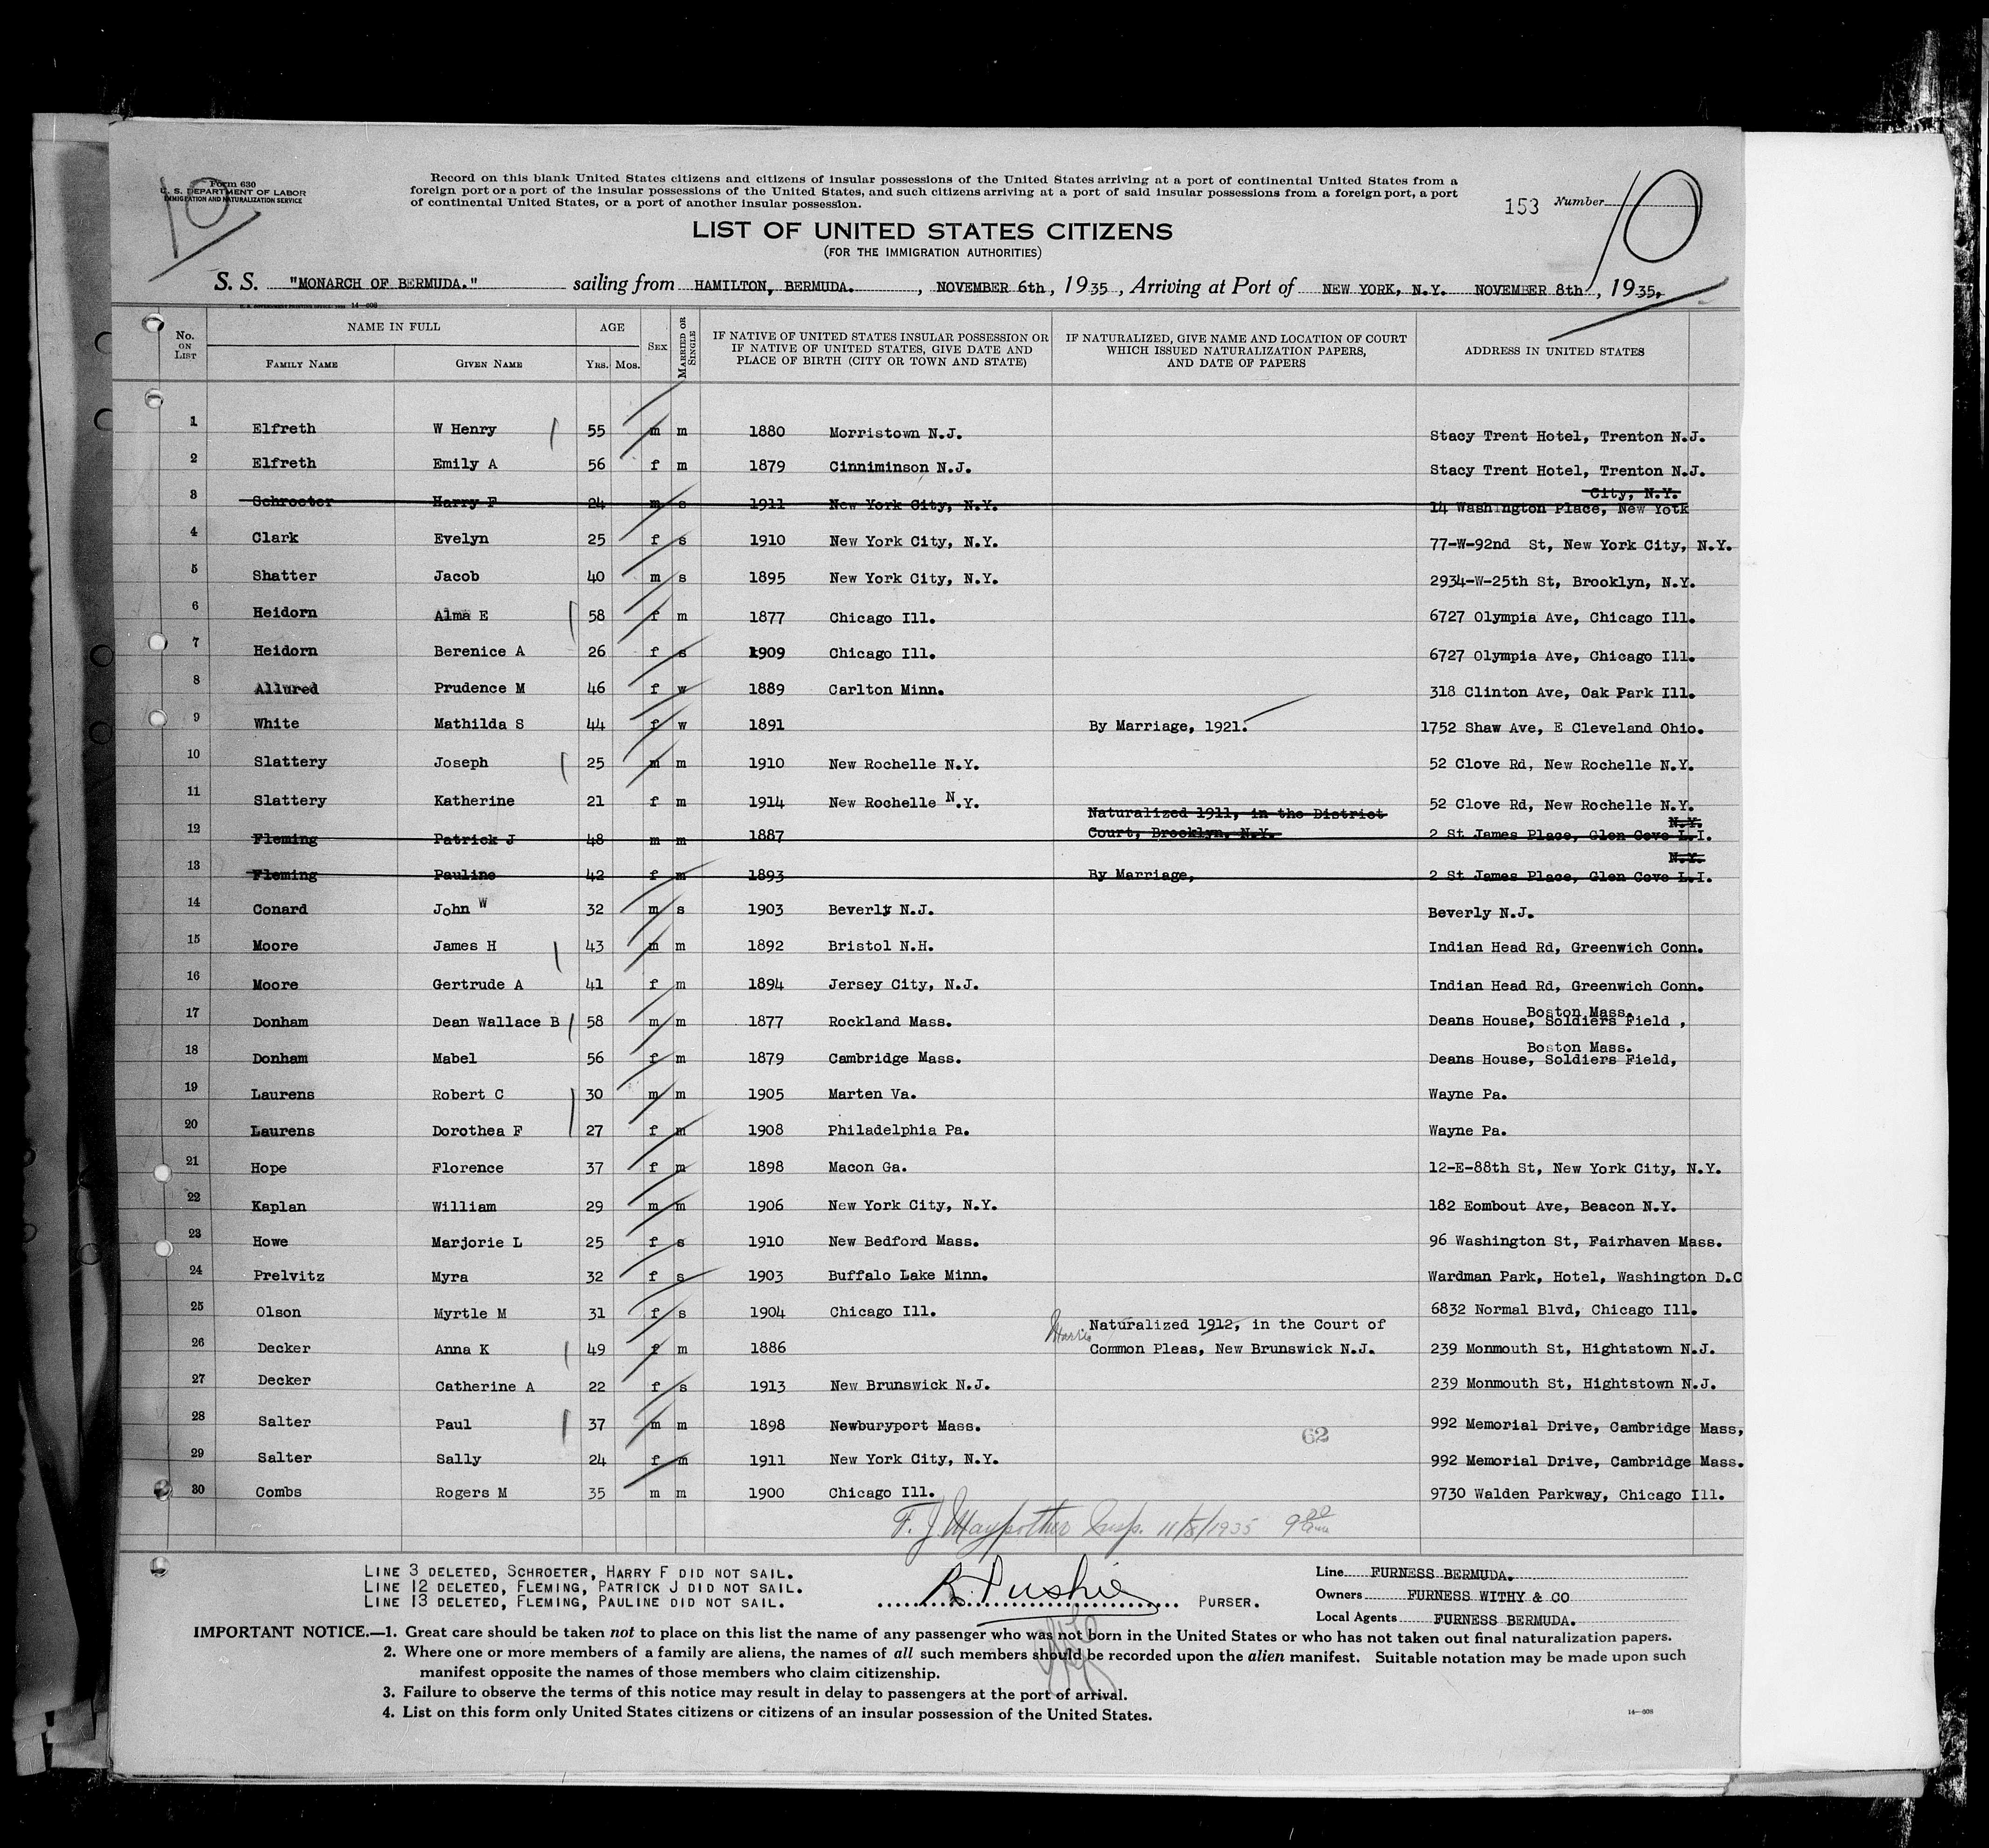 Form 630
U. S. DEPARTMENT OF LABOR
IMMIGRATION AND NATURALIZATION SERVICE
10
Record on this blank United States citizens and citizens of insular possessions of the United States arriving at a port of continental United States from a
foreign port or a port of the insular possessions of the United States, and such citizens arriving at a port of said insular possessions from a foreign port, a port
of continental United States, or a port of another insular possession.
153 Number 10
LIST OF UNITED STATES CITIZENS
(FOR THE IMMIGRATION AUTHORITIES)
S. S. "MONARCH OF BERMUDA." sailing from HAMILTON, BERMUDA. , NOVEMBER 6th, 1935, Arriving at Port of NEW YORK, N.Y. NOVEMBER 8th, 1935.
14—608
No. ON LIST NAME IN FULL AGE SEX MARRIED OR SINGLE IF NATIVE OF UNITED STATES INSULAR POSSESSION OR IF NATIVE OF UNITED STATES, GIVE DATE AND PLACE OF BIRTH (CITY OR TOWN AND STATE) IF NATURALIZED, GIVE NAME AND LOCATION OF COURT WHICH ISSUED NATURALIZATION PAPERS, AND DATE OF PAPERS ADDRESS IN UNITED STATES
FAMILY NAME GIVEN NAME YRS. MOS.
1 Elfreth W Henry 55 m m 1880 Morristown N.J. Stacy Trent Hotel, Trenton N.J.
2 Elfreth Emily A 56 f m 1879 Cinniminson N.J. Stacy Trent Hotel, Trenton N.J.
City, N.Y.
3 Schroeter Harry F 24 m s 1911 New York City, N.Y. 14 Washington Place, New Yotk
4 Clark Evelyn 25 f s 1910 New York City, N.Y. 77-W-92nd St, New York City, N.Y.
5 Shatter Jacob 40 m s 1895 New York City, N.Y. 2934-W-25th St, Brooklyn, N.Y.
6 Heidorn Alma E 58 f m 1877 Chicago Ill. 6727 Olympia Ave, Chicago Ill.
7 Heidorn Berenice A 26 f s 1909 Chicago Ill. 6727 Olympia Ave, Chicago Ill.
8 Allured Prudence M 46 f w 1889 Carlton Minn. 318 Clinton Ave, Oak Park Ill.
9 White Mathilda S 44 f w 1891 By Marriage, 1921. 1752 Shaw Ave, E Cleveland Ohio.
10 Slattery Joseph 25 m m 1910 New Rochelle N.Y. 52 Clove Rd, New Rochelle N.Y.
11 Slattery Katherine 21 f m 1914 New Rochelle N.Y. 52 Clove Rd, New Rochelle N.Y.
Naturalized 1911, in the District N.Y.
12 Fleming Patrick J 48 m m 1887 Court, Brooklyn, N.Y. 2 St James Place, Glen Cove L.I.
N.Y.
13 Fleming Pauline 42 f m 1893 By Marriage, 2 St James Place, Glen Cove L.I.
14 Conard John W 32 m s 1903 Beverly N.J. Beverly N.J.
15 Moore James H 43 m m 1892 Bristol N.H. Indian Head Rd, Greenwich Conn.
16 Moore Gertrude A 41 f m 1894 Jersey City, N.J. Indian Head Rd, Greenwich Conn.
Boston Mass.
17 Donham Dean Wallace B 58 m m 1877 Rockland Mass. Deans House, Soldiers Field ,
Boston Mass.
18 Donham Mabel 56 f m 1879 Cambridge Mass. Deans House, Soldiers Field,
19 Laurens Robert C 30 m m 1905 Marten Va. Wayne Pa.
20 Laurens Dorothea F 27 f m 1908 Philadelphia Pa. Wayne Pa.
21 Hope Florence 37 f m 1898 Macon Ga. 12-E-88th St, New York City, N.Y.
22 Kaplan William 29 m m 1906 New York City, N.Y. 182 Eombout Ave, Beacon N.Y.
23 Howe Marjorie L 25 f s 1910 New Bedford Mass. 96 Washington St, Fairhaven Mass.
24 Prelvitz Myra 32 f s 1903 Buffalo Lake Minn. Wardman Park, Hotel, Washington D.C
25 Olson Myrtle M 31 f s 1904 Chicago Ill. 6832 Normal Blvd, Chicago Ill.
Naturalized 1912, in the Court of
26 Decker Anna K 49 f m 1886 Common Pleas, New Brunswick N.J. 239 Monmouth St, Hightstown N.J.
27 Decker Catherine A 22 f s 1913 New Brunswick N.J. 239 Monmouth St, Hightstown N.J.
28 Salter Paul 37 m m 1898 Newburyport Mass. 992 Memorial Drive, Cambridge Mass,
62
29 Salter Sally 24 f m 1911 New York City, N.Y. 992 Memorial Drive, Cambridge Mass.
30 Combs Rogers M 35 m m 1900 Chicago Ill. 9730 Walden Parkway, Chicago Ill.
F. J. Maypother Insp. 11/8/1935 9 20 am
LINE 3 DELETED, SCHROETER, HARRY F DID NOT SAIL.
LINE 12 DELETED, FLEMING, PATRICK J DID NOT SAIL.
LINE 13 DELETED, FLEMING, PAULINE DID NOT SAIL.
PURSER.
Line FURNESS BERMUDA.
Owners FURNESS WITHY & CO
Local Agents FURNESS BERMUDA.
IMPORTANT NOTICE.—1. Great care should be taken not to place on this list the name of any passenger who was not born in the United States or who has not taken out final naturalization papers.
2. Where one or more members of a family are aliens, the names of all such members should be recorded upon the alien manifest. Suitable notation may be made upon such
manifest opposite the names of those members who claim citizenship.
3. Failure to observe the terms of this notice may result in delay to passengers at the port of arrival.
4. List on this form only United States citizens or citizens of an insular possession of the United States.
14—608